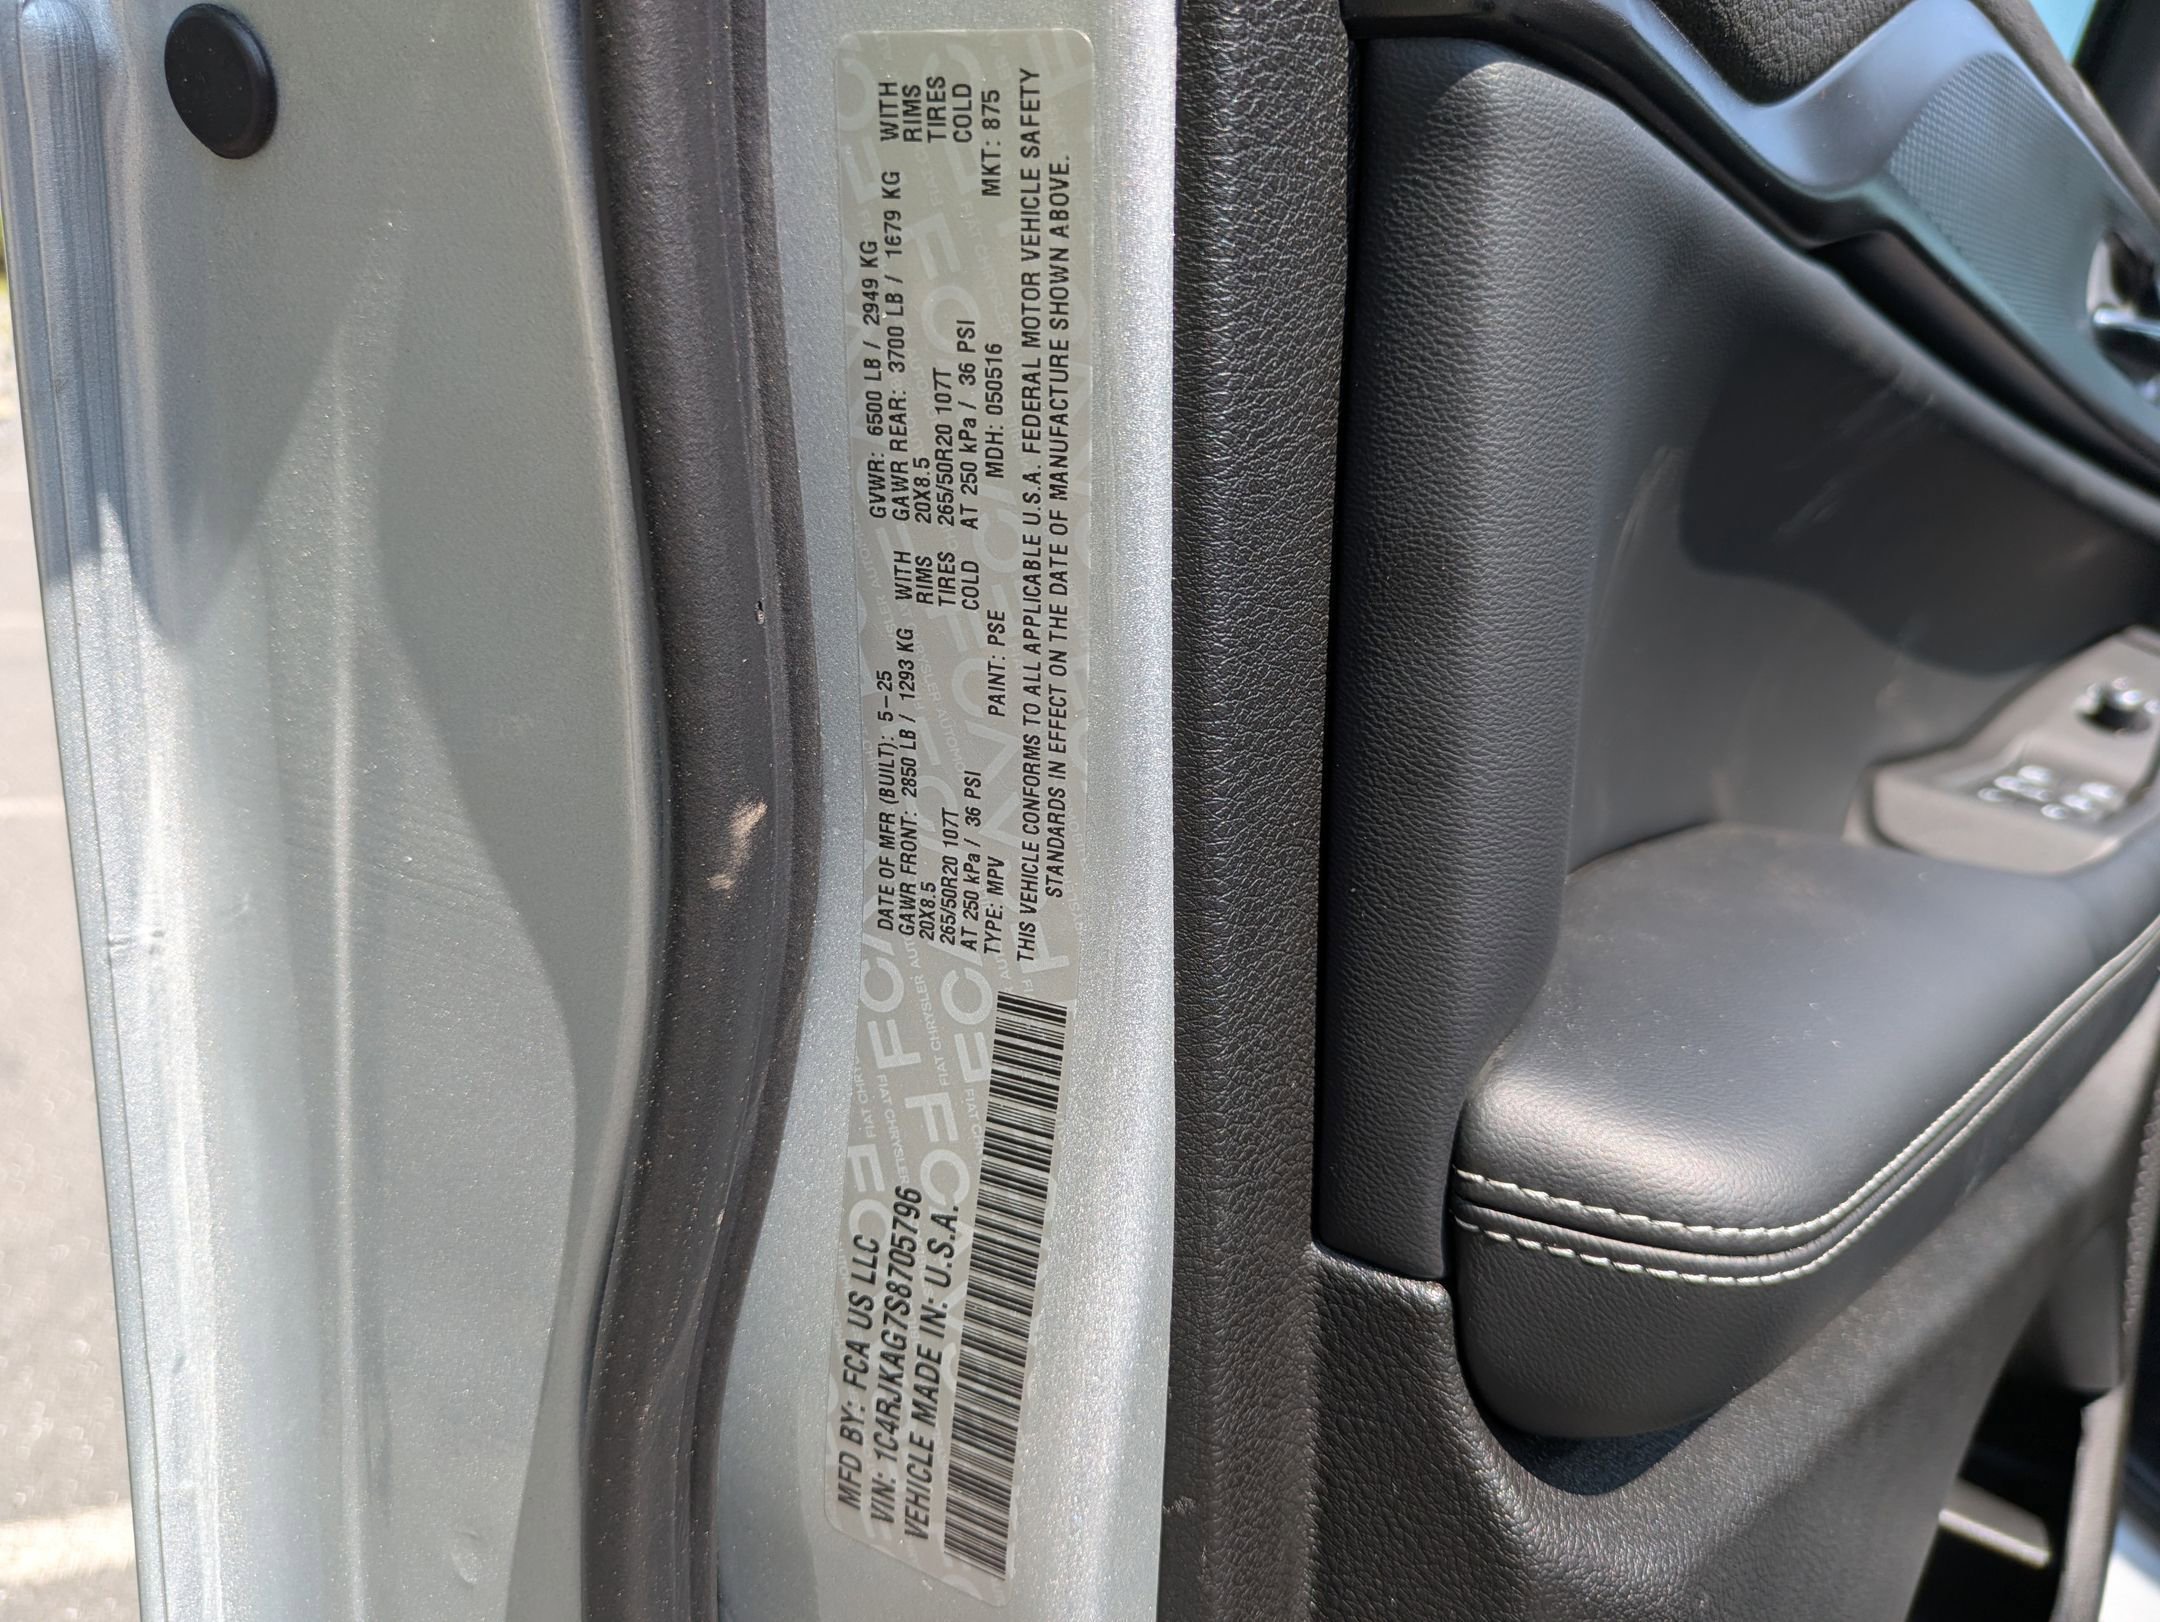 MFD BY: FCA US LLC
VIN: 1C4RJKAG7S8705796
VEHICLE MADE IN: U.S.A.
DATE OF MFR (BUILT): 5-25 GVWR: 6500 LB / 2949 KG
GAWR FRONT: 2850 LB / 1293 KG WITH GAWR REAR: 3700 LB / 1679 KG WITH
20X8.5 RIMS 20X8.5 RIMS
265/50R20 107T TIRES 265/50R20 107T TIRES
AT 250 kPa / 36 PSI COLD AT 250 kPa / 36 PSI COLD
TYPE: MPV PAINT: PSE MDH: 050516 MKT: 875
THIS VEHICLE CONFORMS TO ALL APPLICABLE U.S.A. FEDERAL MOTOR VEHICLE SAFETY
STANDARDS IN EFFECT ON THE DATE OF MANUFACTURE SHOWN ABOVE.